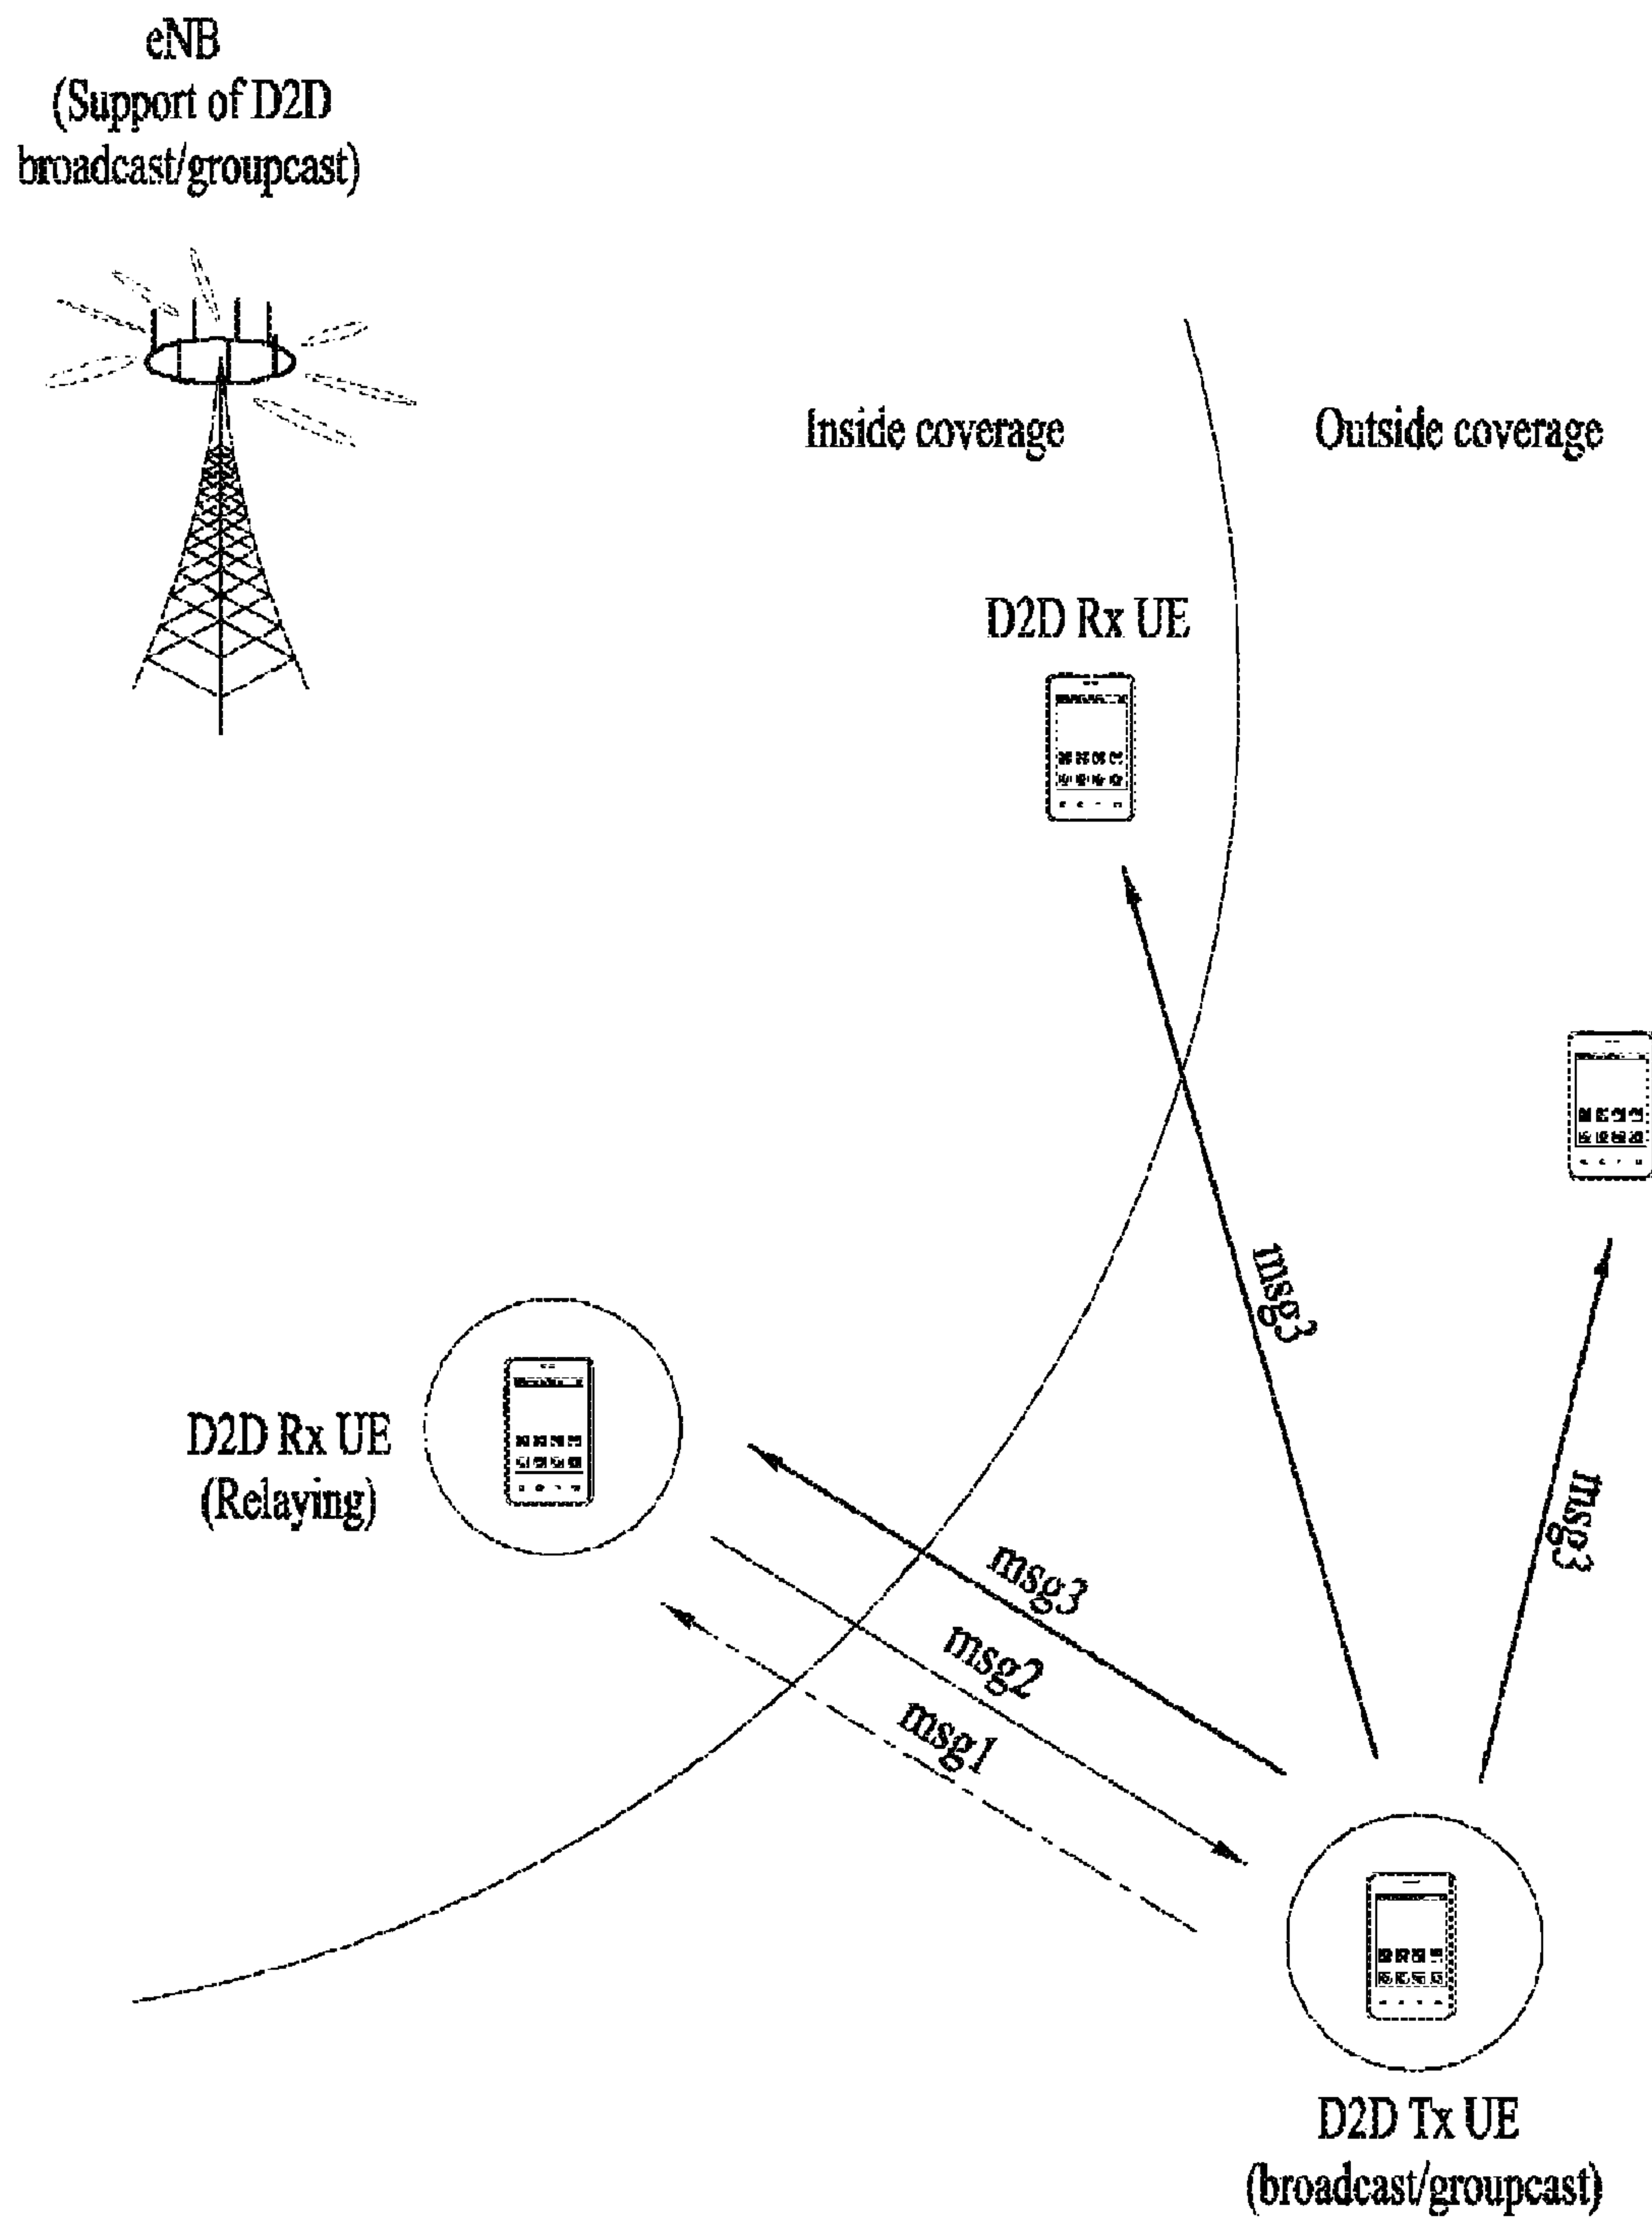 eNB
(Support of D2D
broadcast/groupcast)
Inside coverage
Outside coverage
D2D Rx UE
msg3
msg3
D2D Rx UE
(Relaying)
msg3
msg2
msg1
D2D Tx UE
(broadcast/groupcast)